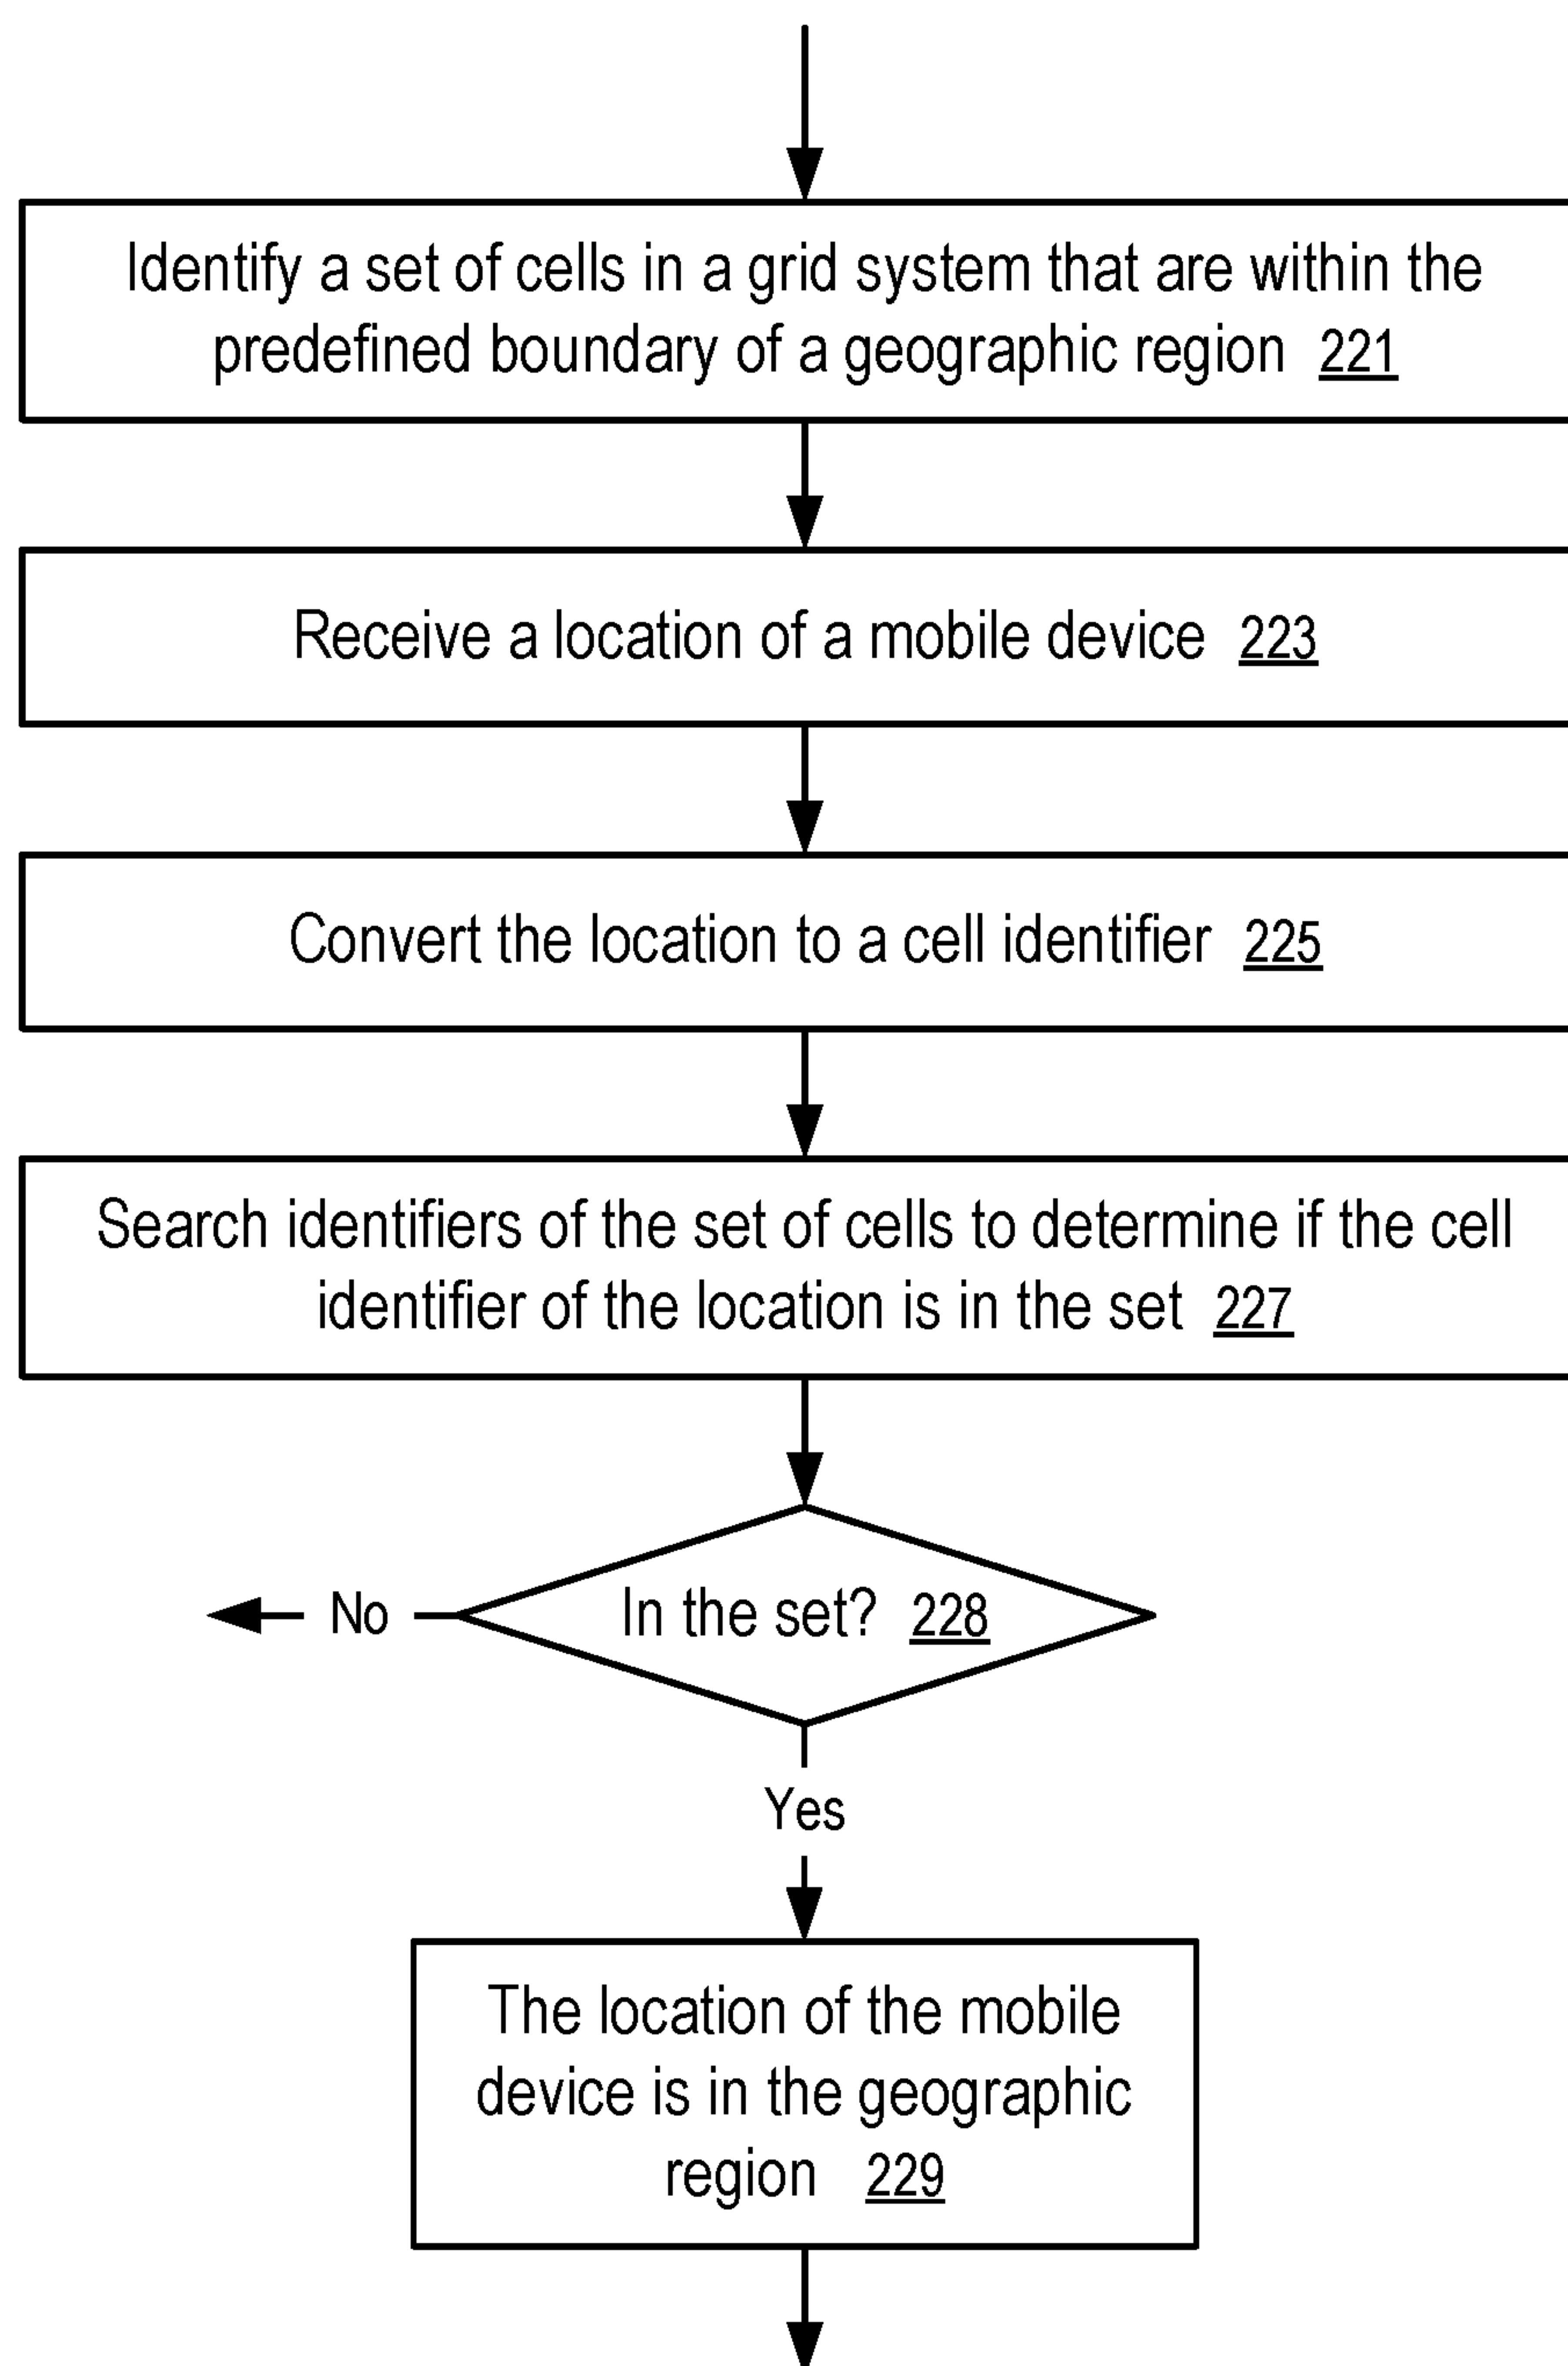 Identify a set of cells in a grid system that are within the
predefined boundary of a geographic region 221
Receive a location of a mobile device 223
Convert the location to a cell identifier 225
Search identifiers of the set of cells to determine if the cell
identifier of the location is in the set 227
In the set? 228
No
Yes
The location of the mobile
device is in the geographic
region 229